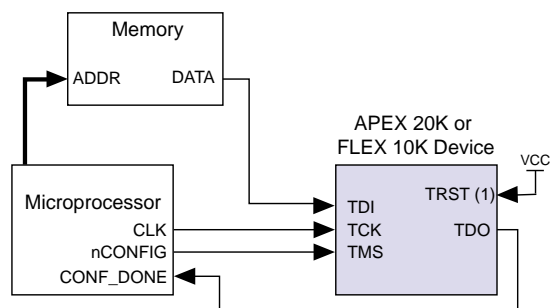 Memory
ADDR
DATA
APEX 20K or
FLEX 10K Device
VCC
Microprocessor
CLK
nCONFIG
CONF_DONE
TDI
TCK
TMS
TRST (1)
TDO